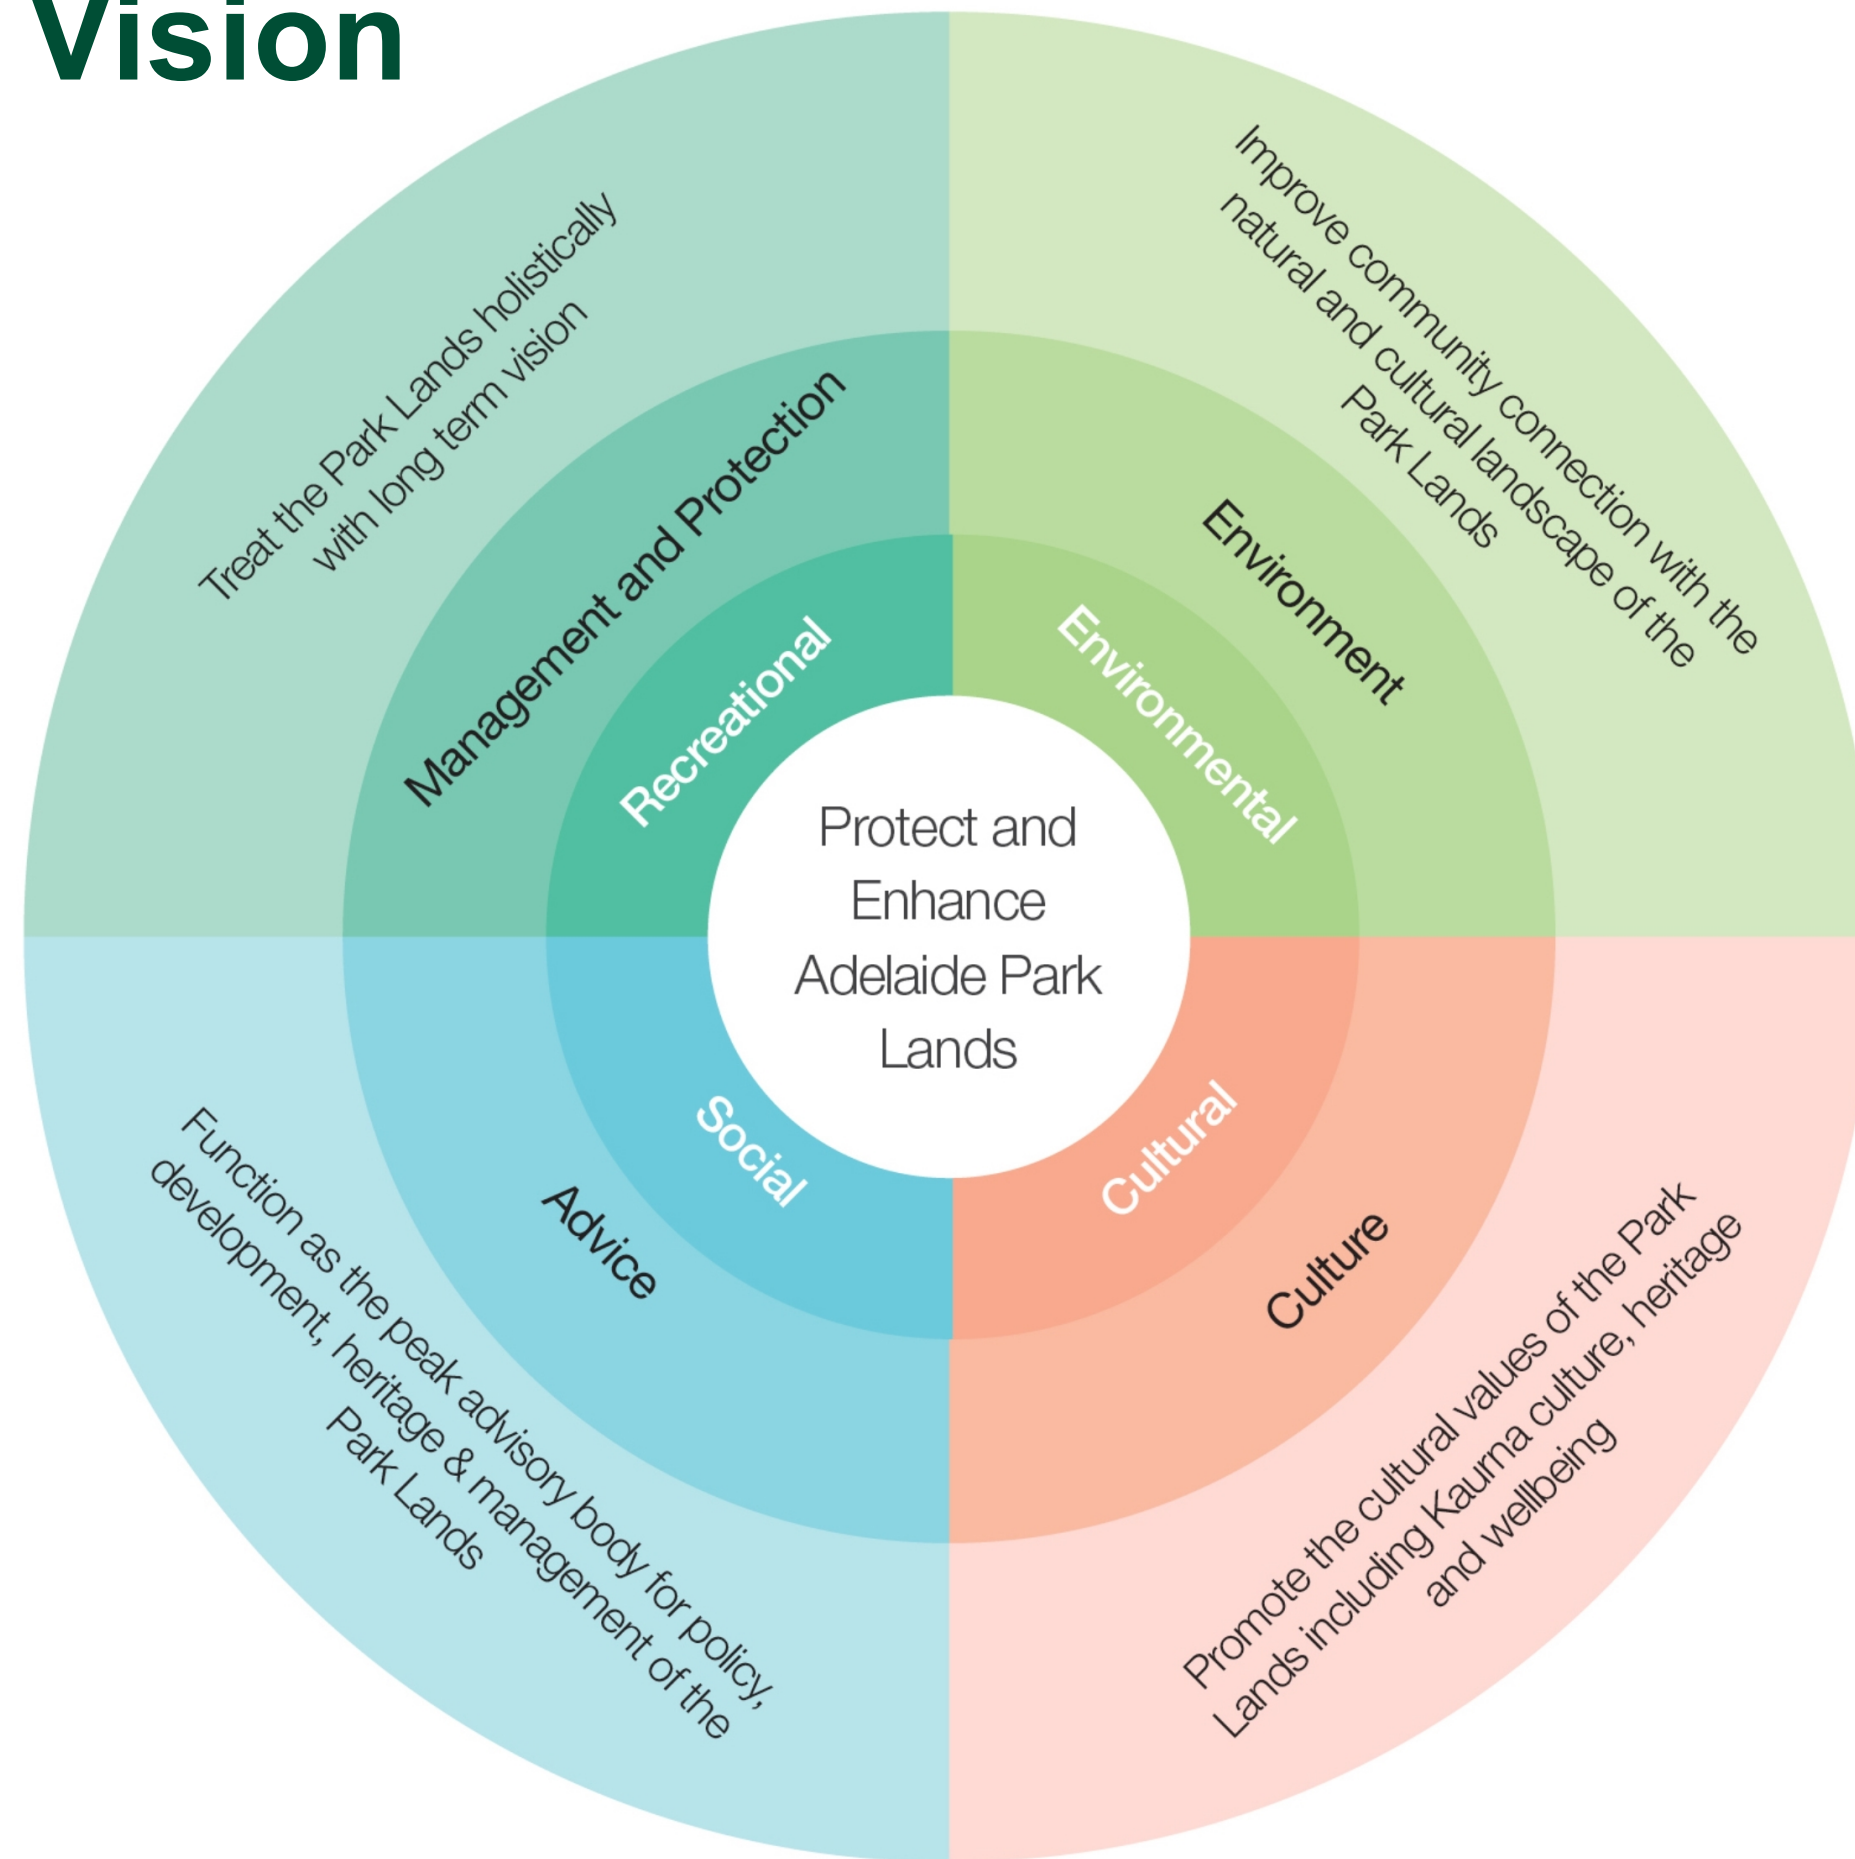 Vision
Treat the Park Lands holistically
with long term vision
Management and Protection
Recreational
Improve community connection with the
natural and cultural landscape of the
Park Lands
Environment
Environmental
Protect and
Enhance
Adelaide Park
Lands
Social
Advice
Function as the peak advisory body for policy,
development, heritage & management of the
Park Lands
Cultural
Culture
Promote the cultural values of the Park
Lands including Kaurna culture, heritage
and wellbeing